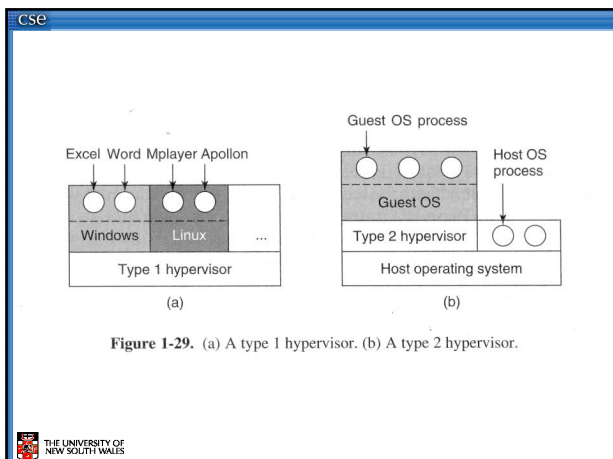 cse
Guest OS process
Excel Word Mplayer Apollon
Host OS
process
Guest OS
Windows
Linux
...
Type 2 hypervisor
Type 1 hypervisor
Host operating system
(a)
(b)
Figure 1-29. (a) A type 1 hypervisor. (b) A type 2 hypervisor.
THE UNIVERSITY OF
NEW SOUTH WALES